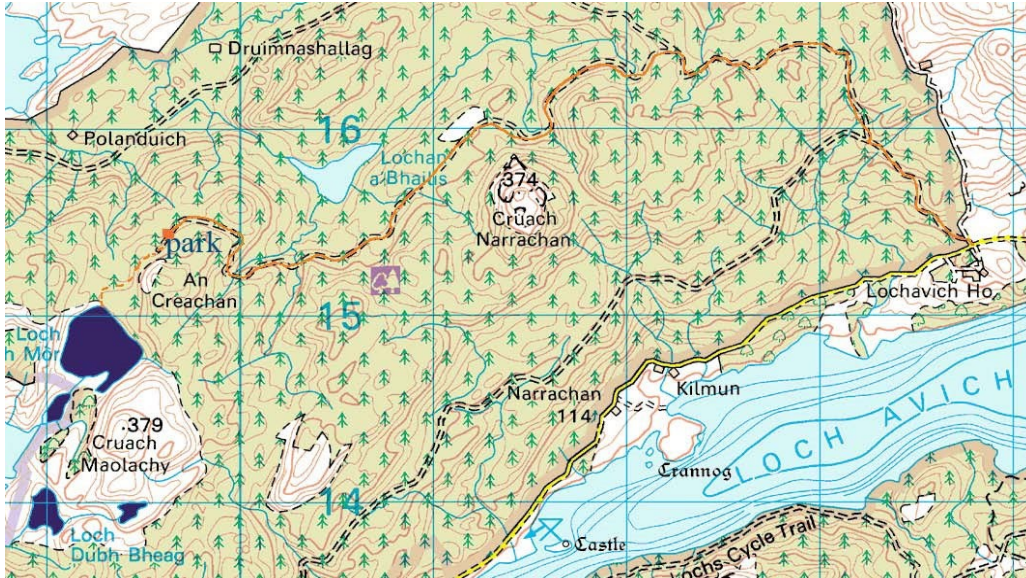 Druimnashallag
Polanduich
16
Lochan
a'Bhailis
374
Cruach
Narrachan
park
An
Creachan
15
Lochavich Ho
Loch
n Mòr
Narrachan
114
Kilmun
379
Cruach
Maolachy
LOCH AVICH
Crannog
14
Loch
Dubh Bheag
Castle
Lochs Cycle Trail